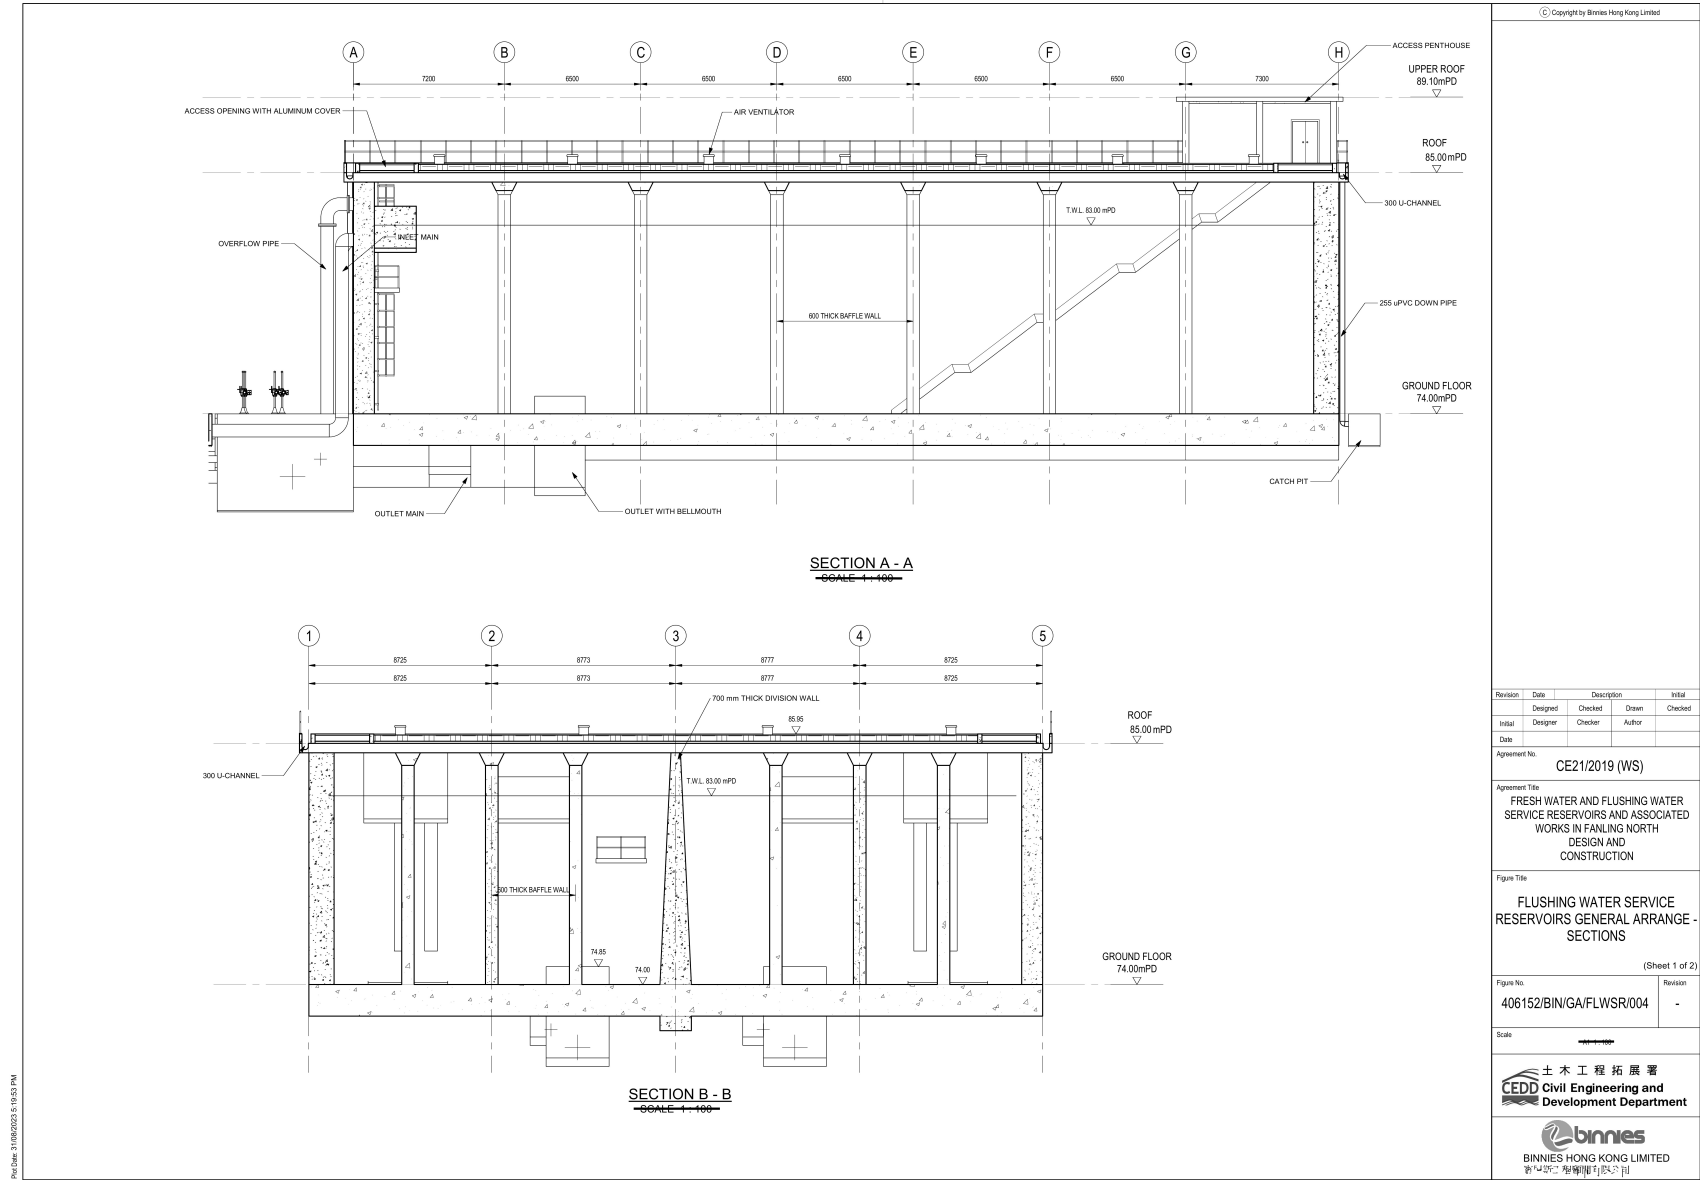 © Copyright by Binnies Hong Kong Limited
A B C D E F G H
7200 6500 6500 6500 6500 6500 7300
ACCESS PENTHOUSE
UPPER ROOF
89.10mPD
ACCESS OPENING WITH ALUMINUM COVER
AIR VENTILATOR
ROOF
85.00mPD
300 U-CHANNEL
T.W.L. 83.00 mPD
OVERFLOW PIPE
INLET MAIN
255 uPVC DOWN PIPE
600 THICK BAFFLE WALL
GROUND FLOOR
74.00mPD
CATCH PIT
OUTLET MAIN
OUTLET WITH BELLMOUTH
SECTION A - A
SCALE 1 : 100
1 2 3 4 5
8725 8773 8777 8725
8725 8773 8777 8725
700 mm THICK DIVISION WALL
85.95
ROOF
85.00mPD
300 U-CHANNEL
T.W.L. 83.00 mPD
600 THICK BAFFLE WALL
74.85
74.00
GROUND FLOOR
74.00mPD
SECTION B - B
SCALE 1 : 100
Plot Date: 31/08/2023 5:19:53 PM
Revision Date Description Initial
Designed Checked Drawn Checked
Initial Designer Checker Author
Date
Agreement No.
CE21/2019 (WS)
Agreement Title
FRESH WATER AND FLUSHING WATER
SERVICE RESERVOIRS AND ASSOCIATED
WORKS IN FANLING NORTH
DESIGN AND
CONSTRUCTION
Figure Title
FLUSHING WATER SERVICE
RESERVOIRS GENERAL ARRANGE -
SECTIONS
(Sheet 1 of 2)
Figure No. Revision
406152/BIN/GA/FLWSR/004 -
Scale
A1 1 : 100
土木工程拓展署
CEDD Civil Engineering and
Development Department
binnies
BINNIES HONG KONG LIMITED